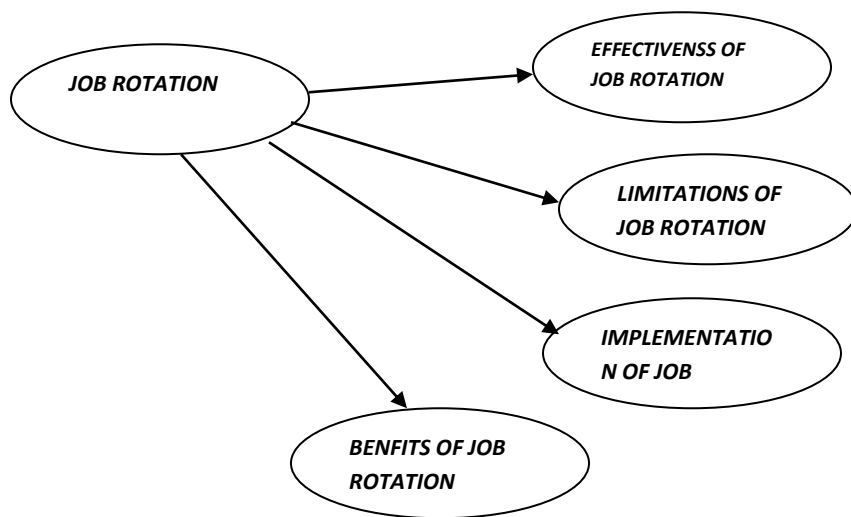 JOB ROTATION
EFFECTIVENSS OF
JOB ROTATION
LIMITATIONS OF
JOB ROTATION
IMPLEMENTATIO
N OF JOB
BENFITS OF JOB
ROTATION